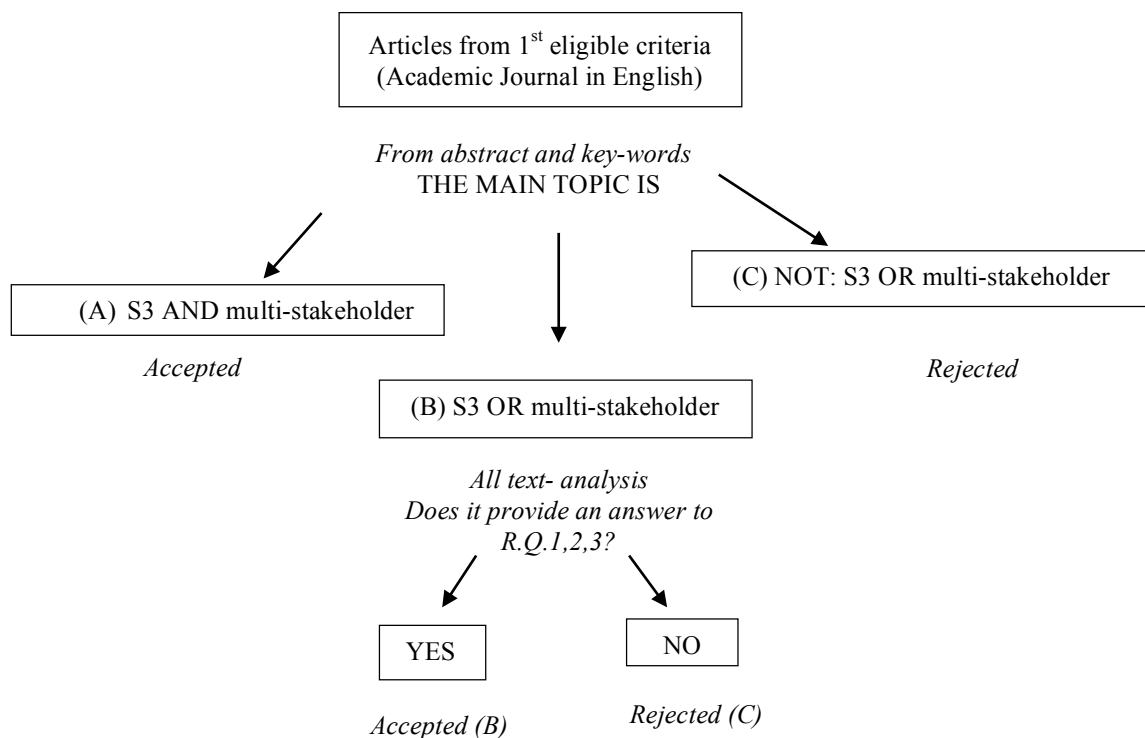 Articles from 1st eligible criteria
(Academic Journal in English)
From abstract and key-words
THE MAIN TOPIC IS
(A) S3 AND multi-stakeholder
Accepted
(C) NOT: S3 OR multi-stakeholder
Rejected
(B) S3 OR multi-stakeholder
All text- analysis
Does it provide an answer to
R.Q.1,2,3?
YES
NO
Accepted (B)
Rejected (C)